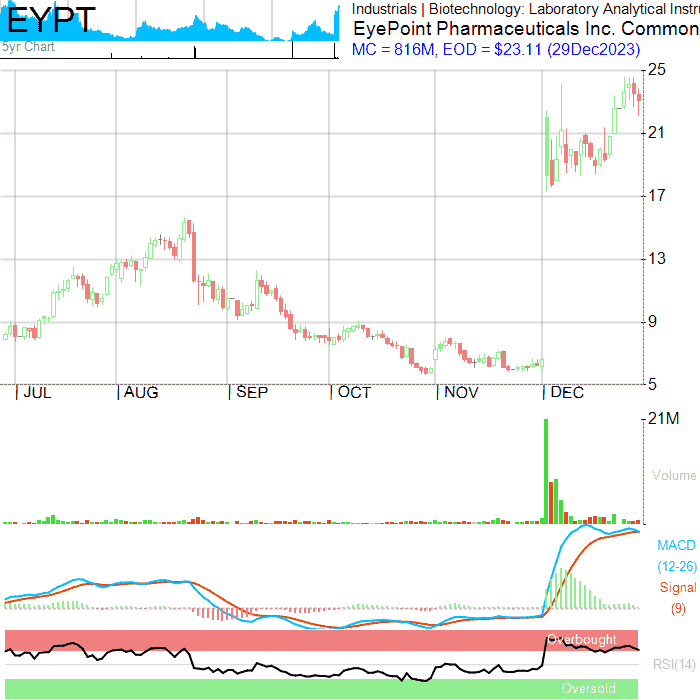 EYPT
5yr Chart
Industrials | Biotechnology: Laboratory Analytical Instru
EyePoint Pharmaceuticals Inc. Common
MC = 816M, EOD = $23.11 (29Dec2023)
25
21
17
13
9
5
JUL AUG SEP OCT NOV DEC
21M
Volume
MACD
(12-26)
Signal
(9)
Overbought
RSI(14)
Oversold